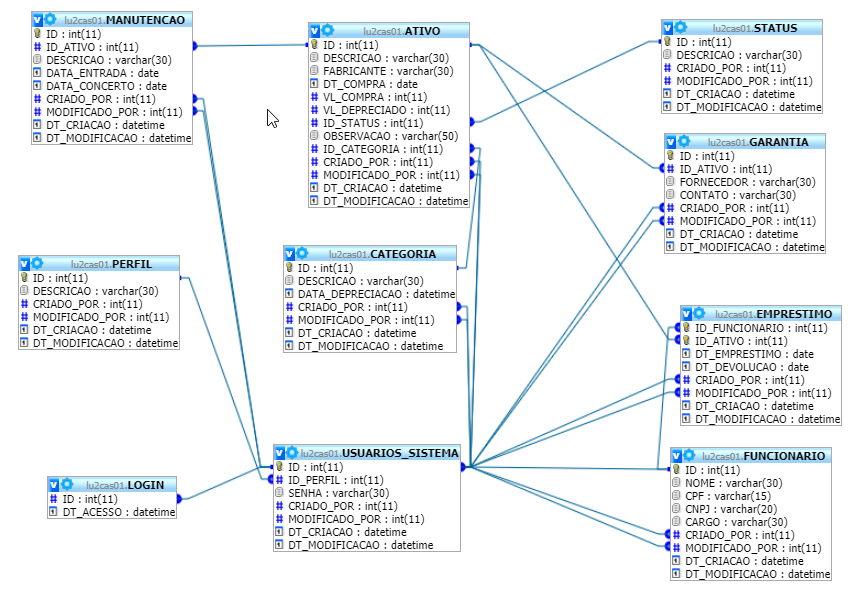 lu2cas01.MANUTENCAO
ID : int(11)
ID_ATIVO : int(11)
DESCRICAO : varchar(30)
DATA_ENTRADA : date
DATA_CONCERTO : date
CRIADO_POR : int(11)
MODIFICADO_POR : int(11)
DT_CRIACAO : datetime
DT_MODIFICACAO : datetime
lu2cas01.ATIVO
ID : int(11)
DESCRICAO : varchar(30)
FABRICANTE : varchar(30)
DT_COMPRA : date
VL_COMPRA : int(11)
VL_DEPRECIADO : int(11)
ID_STATUS : int(11)
OBSERVACAO : varchar(50)
ID_CATEGORIA : int(11)
CRIADO_POR : int(11)
MODIFICADO_POR : int(11)
DT_CRIACAO : datetime
DT_MODIFICACAO : datetime
lu2cas01.STATUS
ID : int(11)
DESCRICAO : varchar(30)
CRIADO_POR : int(11)
MODIFICADO_POR : int(11)
DT_CRIACAO : datetime
DT_MODIFICACAO : datetime
lu2cas01.GARANTIA
ID : int(11)
ID_ATIVO : int(11)
FORNECEDOR : varchar(30)
CONTATO : varchar(30)
CRIADO_POR : int(11)
MODIFICADO_POR : int(11)
DT_CRIACAO : datetime
DT_MODIFICACAO : datetime
lu2cas01.PERFIL
ID : int(11)
DESCRICAO : varchar(30)
CRIADO_POR : int(11)
MODIFICADO_POR : int(11)
DT_CRIACAO : datetime
DT_MODIFICACAO : datetime
lu2cas01.CATEGORIA
ID : int(11)
DESCRICAO : varchar(30)
DATA_DEPRECIACAO : datetime
CRIADO_POR : int(11)
MODIFICADO_POR : int(11)
DT_CRIACAO : datetime
DT_MODIFICACAO : datetime
lu2cas01.EMPRESTIMO
ID_FUNCIONARIO : int(11)
ID_ATIVO : int(11)
DT_EMPRESTIMO : date
DT_DEVOLUCAO : date
CRIADO_POR : int(11)
MODIFICADO_POR : int(11)
DT_CRIACAO : datetime
DT_MODIFICACAO : datetime
lu2cas01.LOGIN
ID : int(11)
DT_ACESSO : datetime
lu2cas01.USUARIOS_SISTEMA
ID : int(11)
ID_PERFIL : int(11)
SENHA : varchar(30)
CRIADO_POR : int(11)
MODIFICADO_POR : int(11)
DT_CRIACAO : datetime
DT_MODIFICACAO : datetime
lu2cas01.FUNCIONARIO
ID : int(11)
NOME : varchar(30)
CPF : varchar(15)
CNPJ : varchar(20)
CARGO : varchar(30)
CRIADO_POR : int(11)
MODIFICADO_POR : int(11)
DT_CRIACAO : datetime
DT_MODIFICACAO : datetime